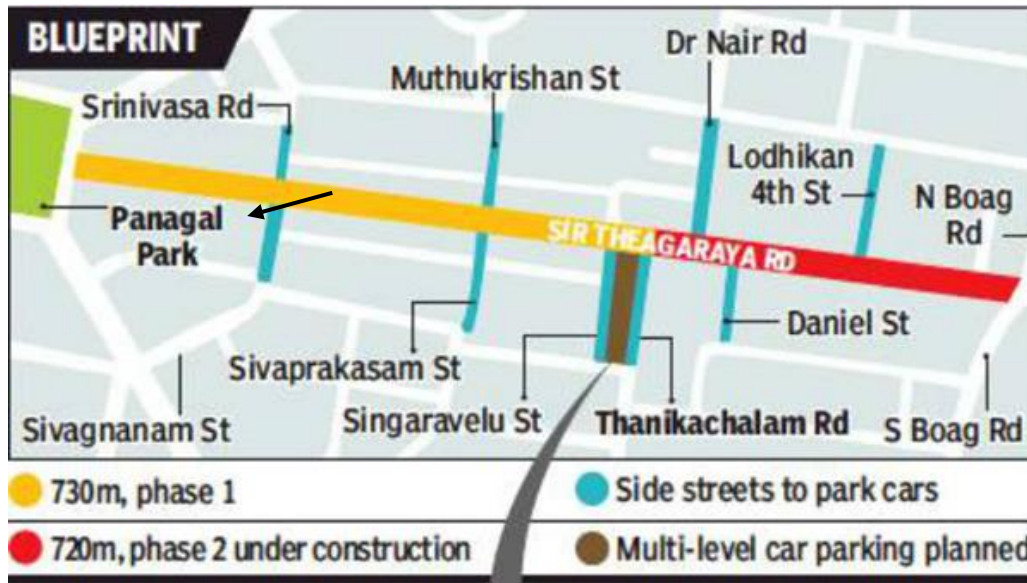 BLUEPRINT
Dr Nair Rd
Muthukrishan St
Srinivasa Rd
Lodhikan
4th St
N Boag
Rd
Panagal
Park
SIR THEAGARAYA RD
Daniel St
Sivaprakasam St
Singaravelu St
Thanikachalam Rd
S Boag Rd
Sivagnanam St
730m, phase 1
Side streets to park cars
720m, phase 2 under construction
Multi-level car parking planned